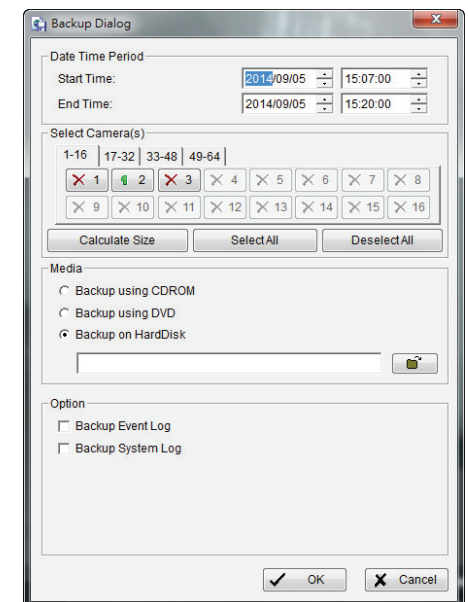 Backup Dialog
Date Time Period
Start Time: 2014/09/05 15:07:00
End Time: 2014/09/05 15:20:00
Select Camera(s)
1-16 17-32 33-48 49-64
1 2 3 4 5 6 7 8
9 10 11 12 13 14 15 16
Calculate Size Select All Deselect All
Media
Backup using CDROM
Backup using DVD
Backup on HardDisk
Option
Backup Event Log
Backup System Log
OK Cancel